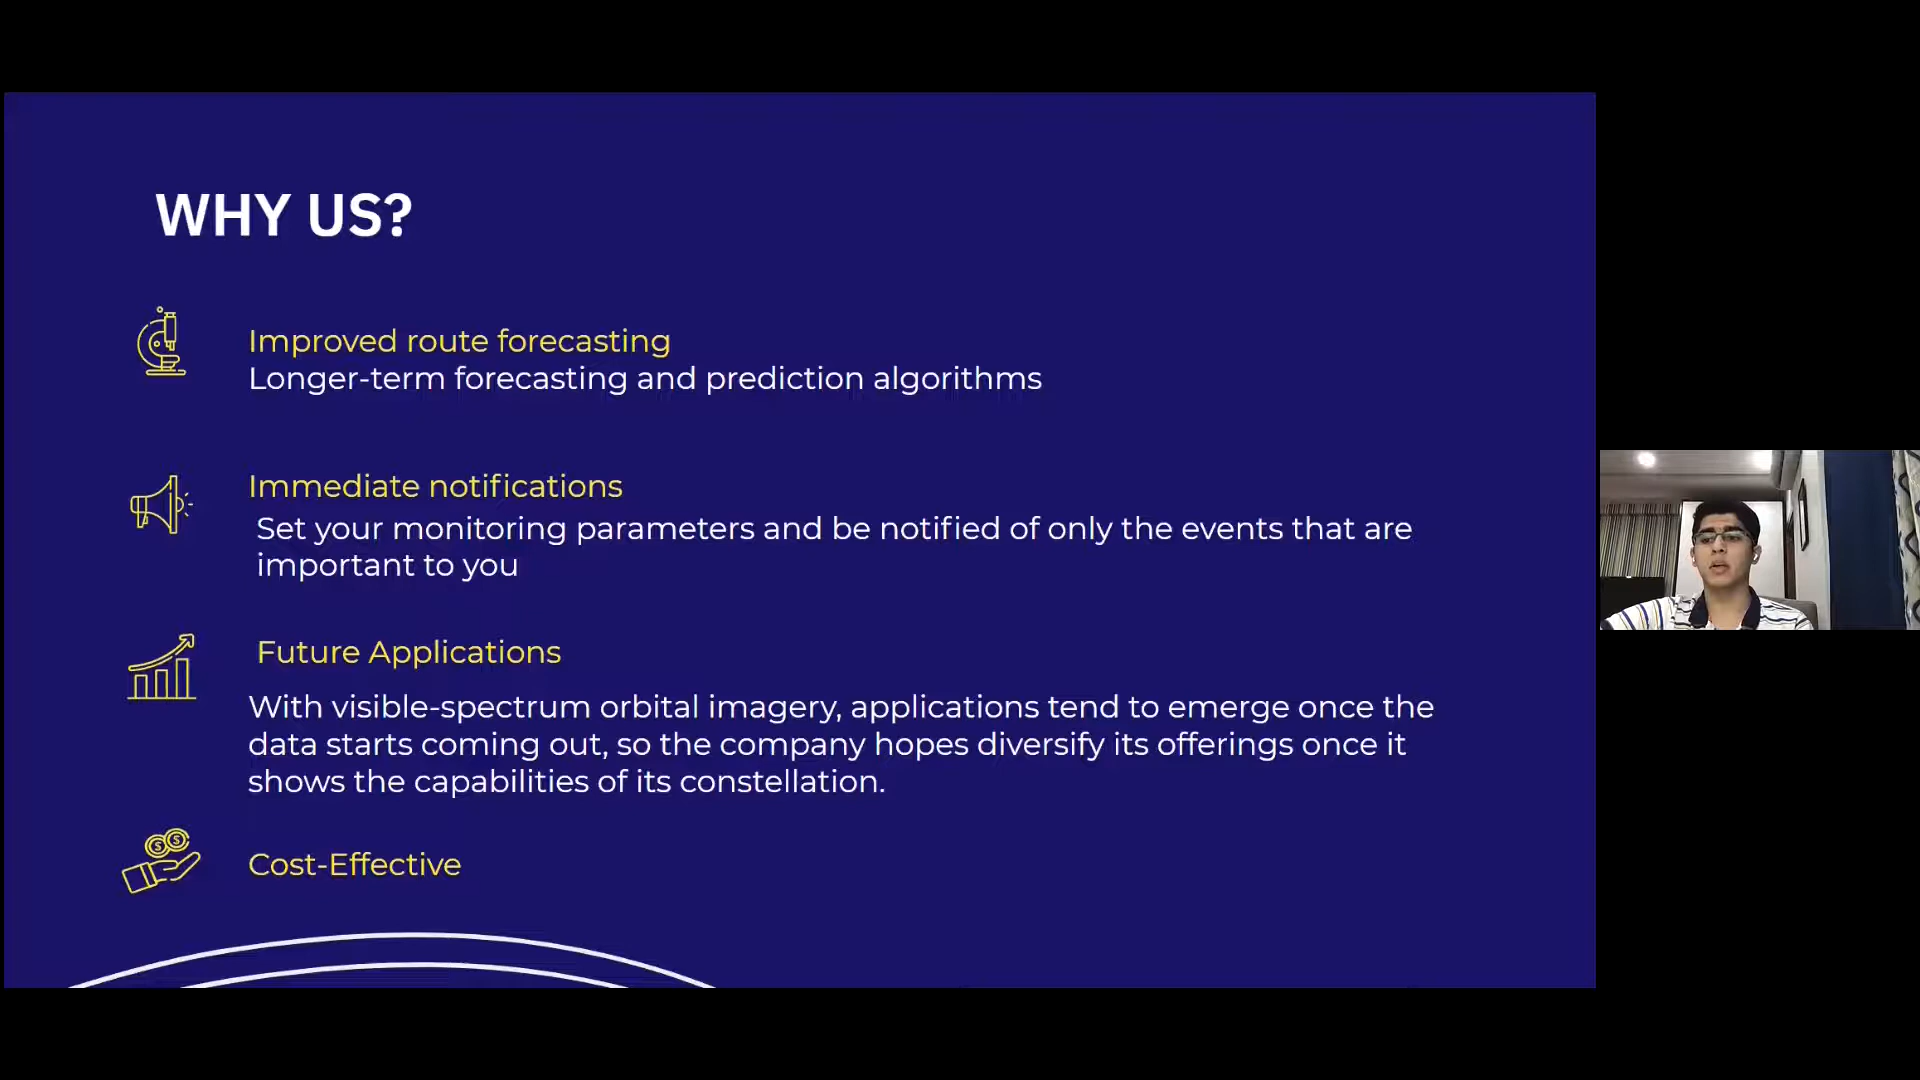 WHY US?
Improved route forecasting
Longer-term forecasting and prediction algorithms
Immediate notifications
Set your monitoring parameters and be notified of only the events that are
important to you
Future Applications
With visible-spectrum orbital imagery, applications tend to emerge once the
data starts coming out, so the company hopes diversify its offerings once it
shows the capabilities of its constellation.
Cost-Effective